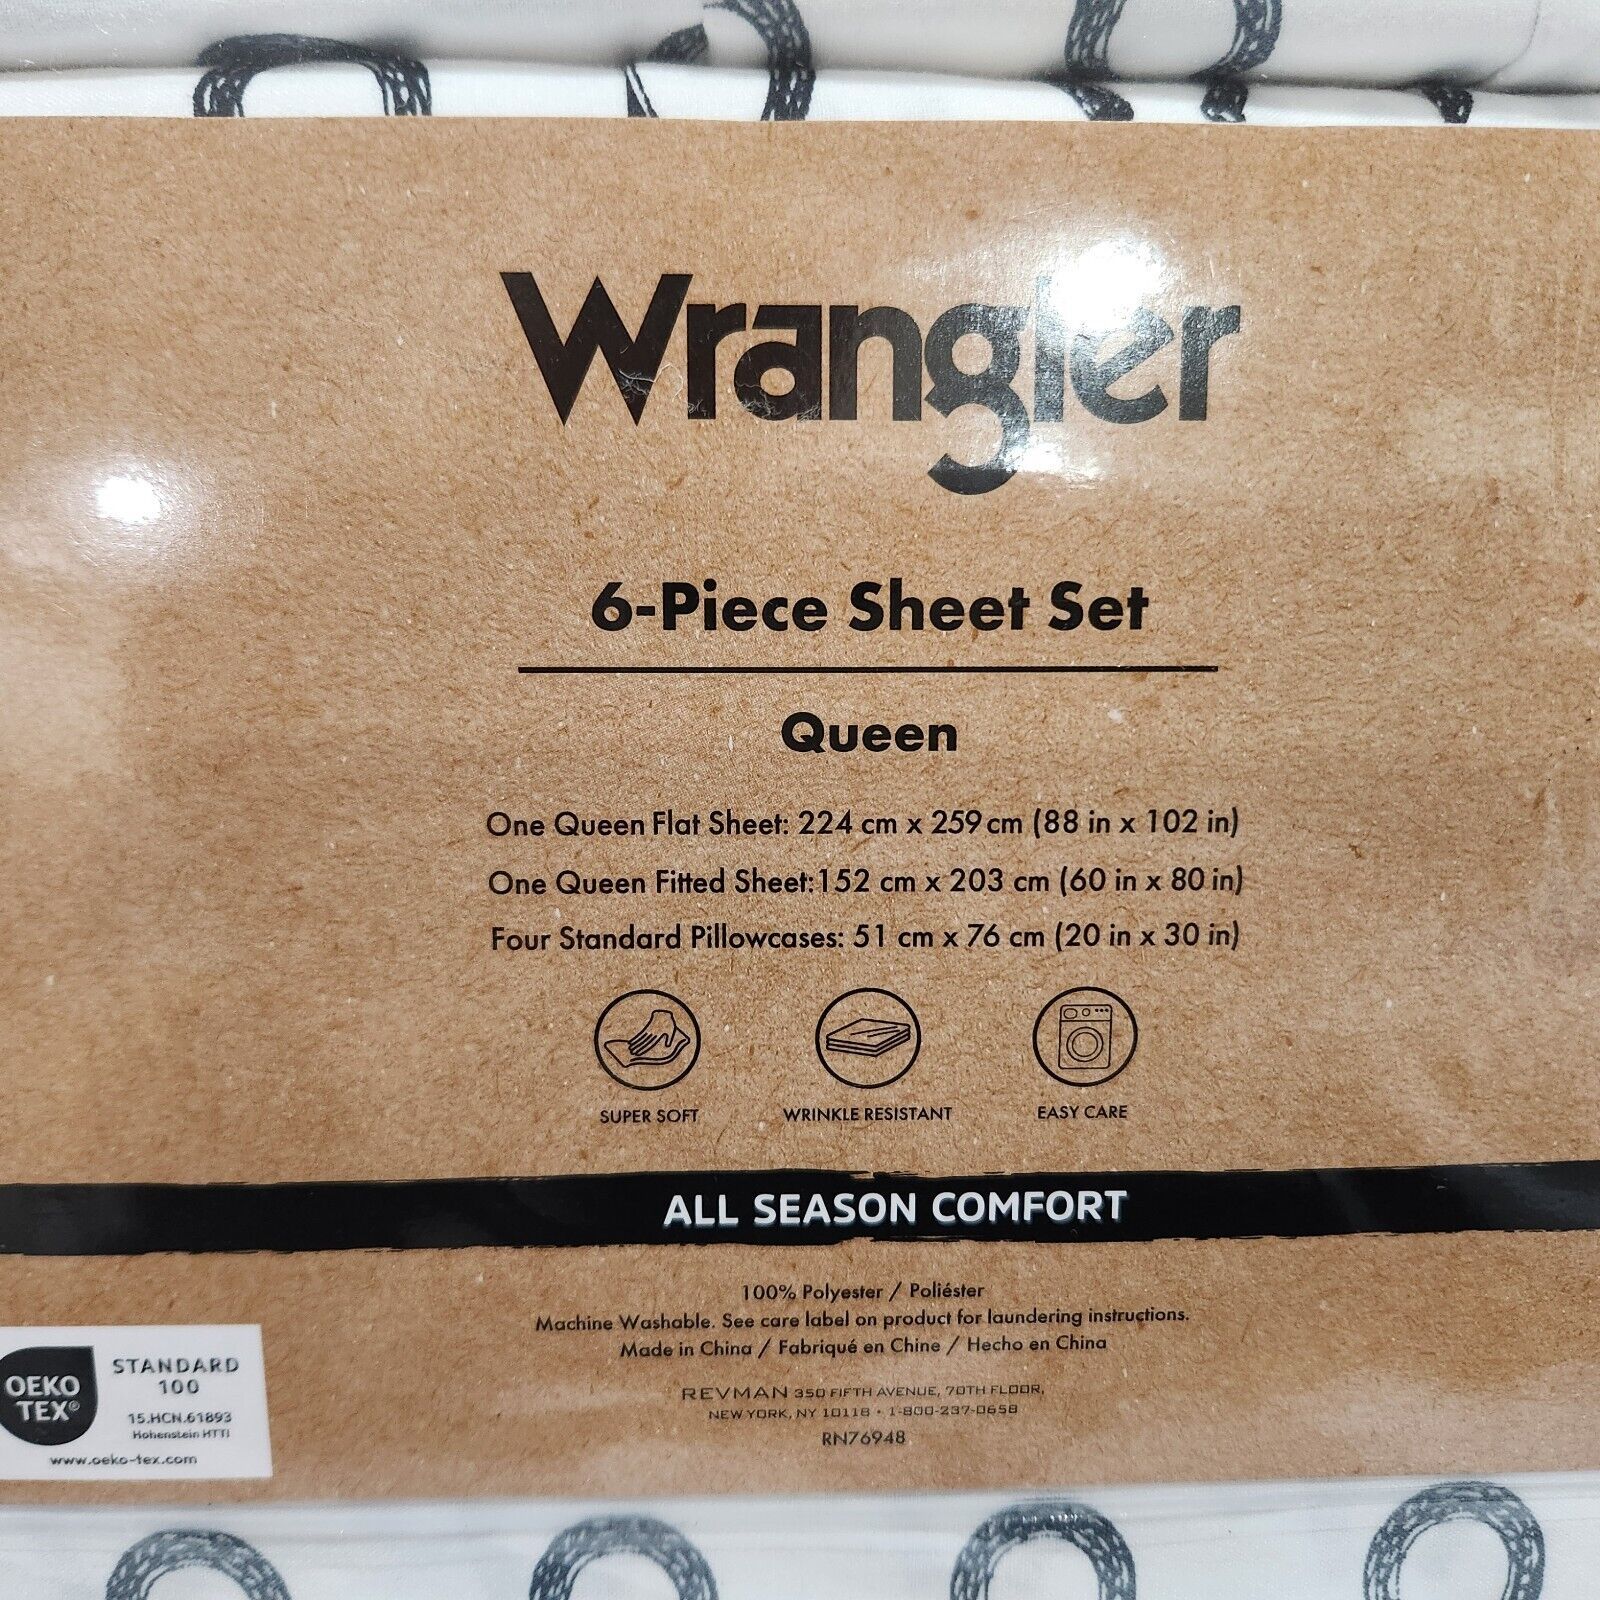 Wrangler
6-Piece Sheet Set
Queen
One Queen Flat Sheet: 224 cm x 259 cm (88 in x 102 in)
One Queen Fitted Sheet:152 cm x 203 cm (60 in x 80 in)
Four Standard Pillowcases: 51 cm x 76 cm (20 in x 30 in)
SUPER SOFT
WRINKLE RESISTANT
EASY CARE
ALL SEASON COMFORT
100% Polyester / Poliéster
Machine Washable. See care label on product for laundering instructions.
Made in China / Fabriqué en Chine / Hecho en China
REVMAN 350 FIFTH AVENUE, 70TH FLOOR,
NEW YORK, NY 10118 • 1-800-237-0658
RN76948
OEKO
TEX®
STANDARD
100
15.HCN.61893
Hohenstein HTTI
www.oeko-tex.com